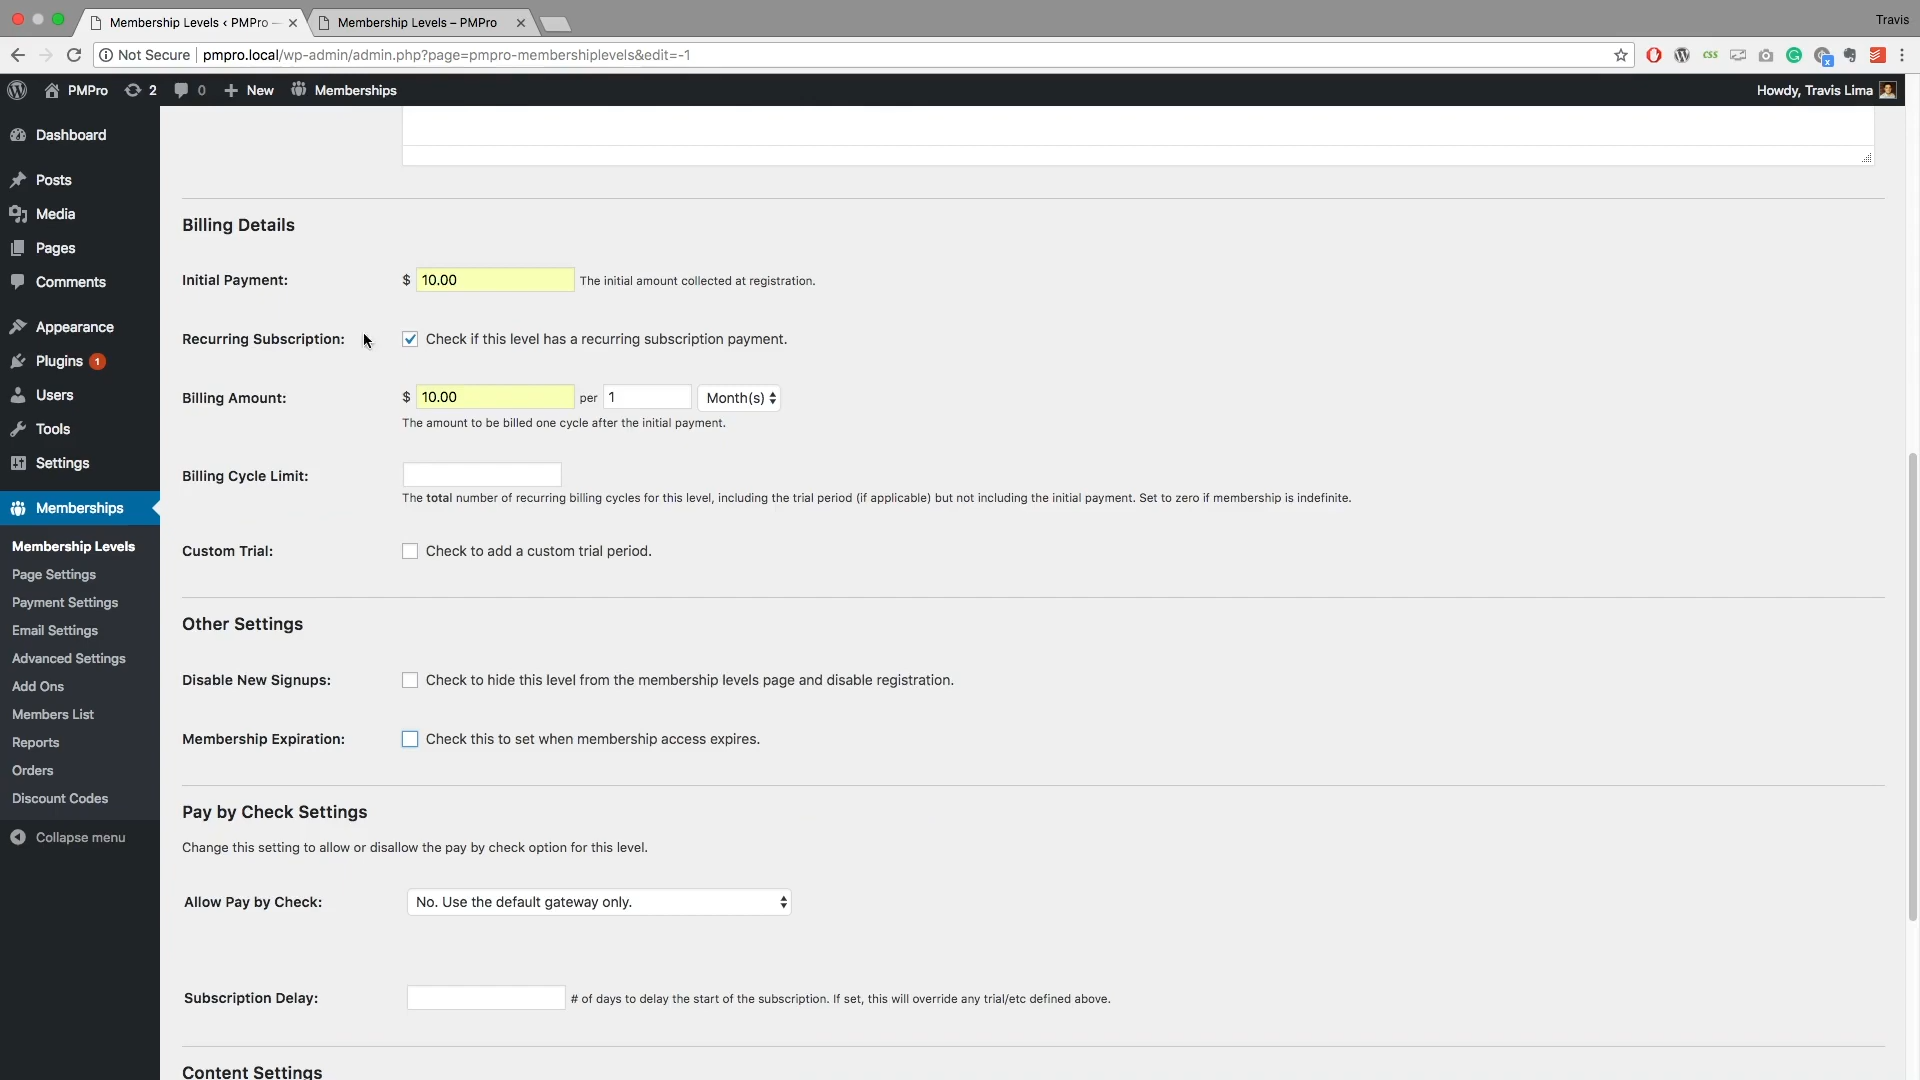 Travis
Membership Levels ‹ PMPro —
Membership Levels – PMPro
Not Secure
pmpro.local/wp-admin/admin.php?page=pmpro-membershiplevels&edit=-1
css
PMPro
2
0
New
Memberships
Howdy, Travis Lima
Dashboard
Posts
Media
Pages
Comments
Appearance
Plugins 1
Users
Tools
Settings
Memberships
Membership Levels
Page Settings
Payment Settings
Email Settings
Advanced Settings
Add Ons
Members List
Reports
Orders
Discount Codes
Collapse menu
Billing Details
Initial Payment: $ 10.00 The initial amount collected at registration.
Recurring Subscription: Check if this level has a recurring subscription payment.
Billing Amount: $ 10.00 per 1 Month(s)
The amount to be billed one cycle after the initial payment.
Billing Cycle Limit:
The total number of recurring billing cycles for this level, including the trial period (if applicable) but not including the initial payment. Set to zero if membership is indefinite.
Custom Trial: Check to add a custom trial period.
Other Settings
Disable New Signups: Check to hide this level from the membership levels page and disable registration.
Membership Expiration: Check this to set when membership access expires.
Pay by Check Settings
Change this setting to allow or disallow the pay by check option for this level.
Allow Pay by Check: No. Use the default gateway only.
Subscription Delay: # of days to delay the start of the subscription. If set, this will override any trial/etc defined above.
Content Settings